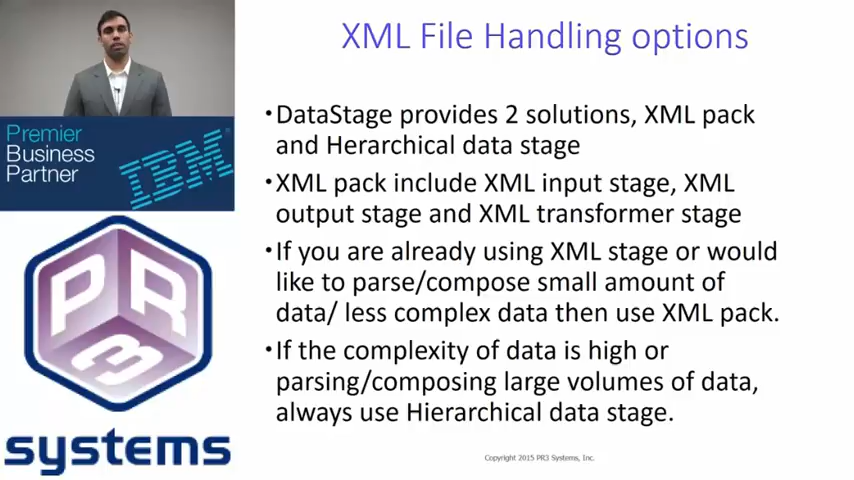 XML File Handling options
Premier
Business
Partner
IBM®
PR3
systems
•DataStage provides 2 solutions, XML pack
and Herarchical data stage
•XML pack include XML input stage, XML
output stage and XML transformer stage
•If you are already using XML stage or would
like to parse/compose small amount of
data/ less complex data then use XML pack.
•If the complexity of data is high or
parsing/composing large volumes of data,
always use Hierarchical data stage.
Copyright 2015 PR3 Systems, Inc.